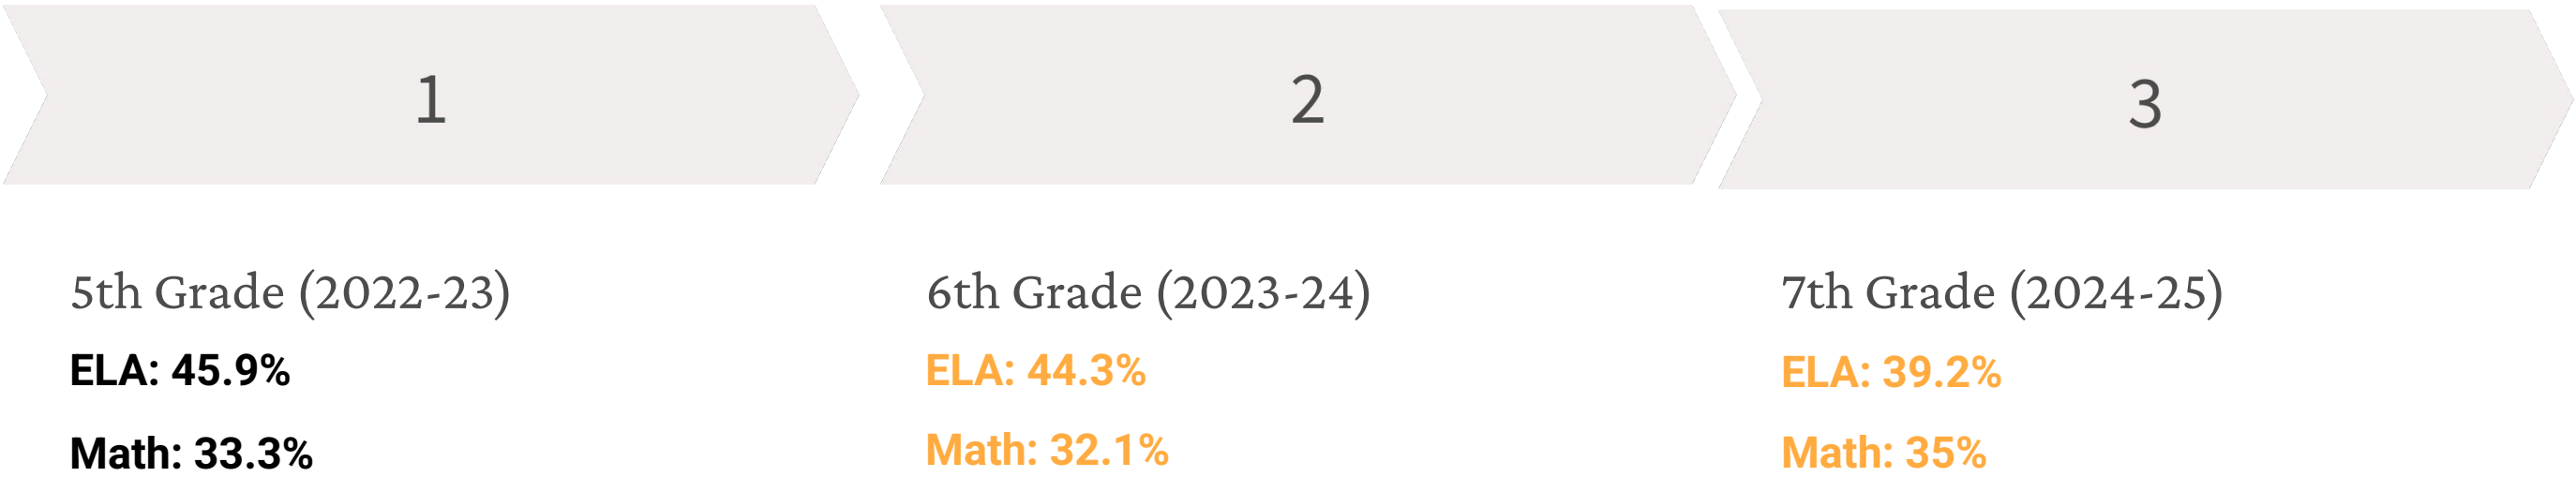 1
2
3
5th Grade (2022-23)
ELA: 45.9%
Math: 33.3%
6th Grade (2023-24)
ELA: 44.3%
Math: 32.1%
7th Grade (2024-25)
ELA: 39.2%
Math: 35%